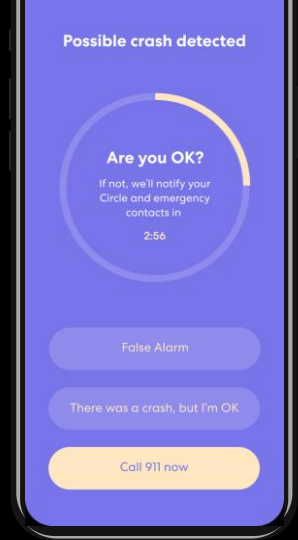 Possible crash detected
Are you OK?
If not, we'll notify your
Circle and emergency
contacts in
2:56
False Alarm
There was a crash, but I'm OK
Call 911 now